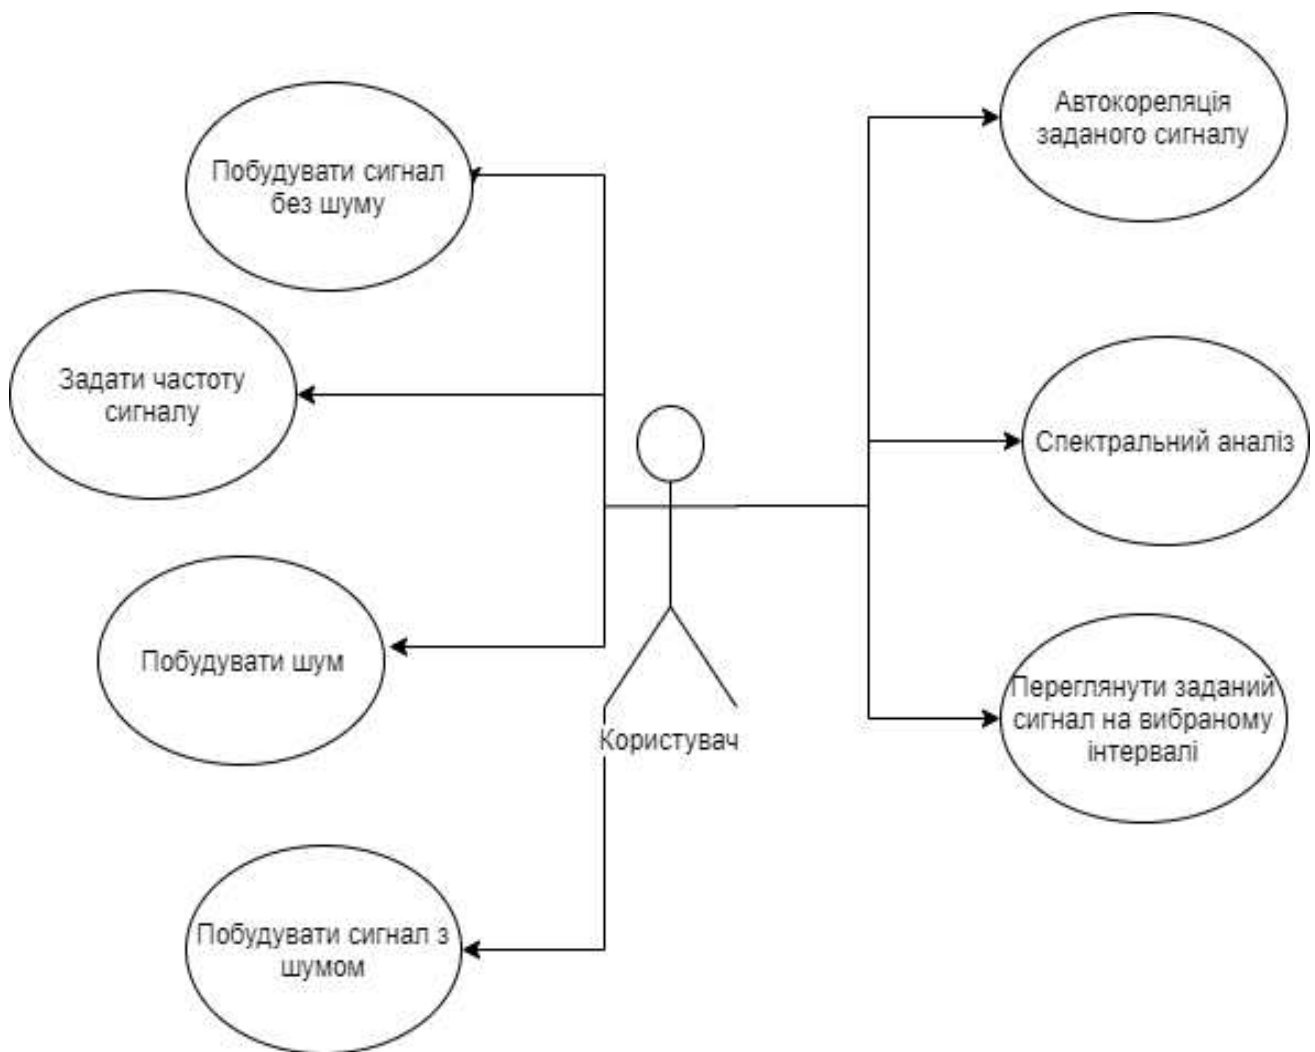 Побудувати сигнал
без шуму
Задати частоту
сигналу
Побудувати шум
Побудувати сигнал з
шумом
Користувач
Автокореляція
заданого сигналу
Спектральний аналіз
Переглянути заданий
сигнал на вибраному
інтервалі